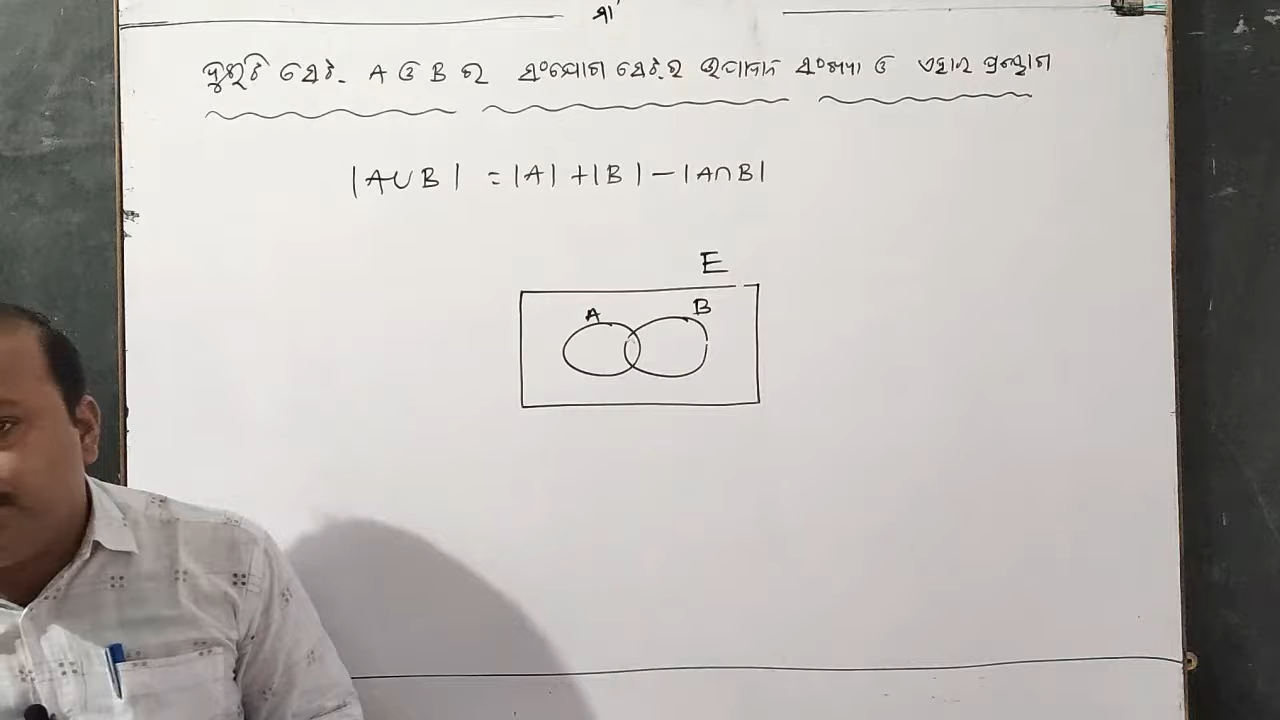 ଦୁଇଟି ସେଟ୍ A ଓ B ର ସଂଯୋଗ ସେଟ୍‌ର ଉପାଦାନ ସଂଖ୍ୟା ଓ ଏହାର ପ୍ରୟୋଗ
|A∪B| = |A| + |B| − |A∩B|
E
A B